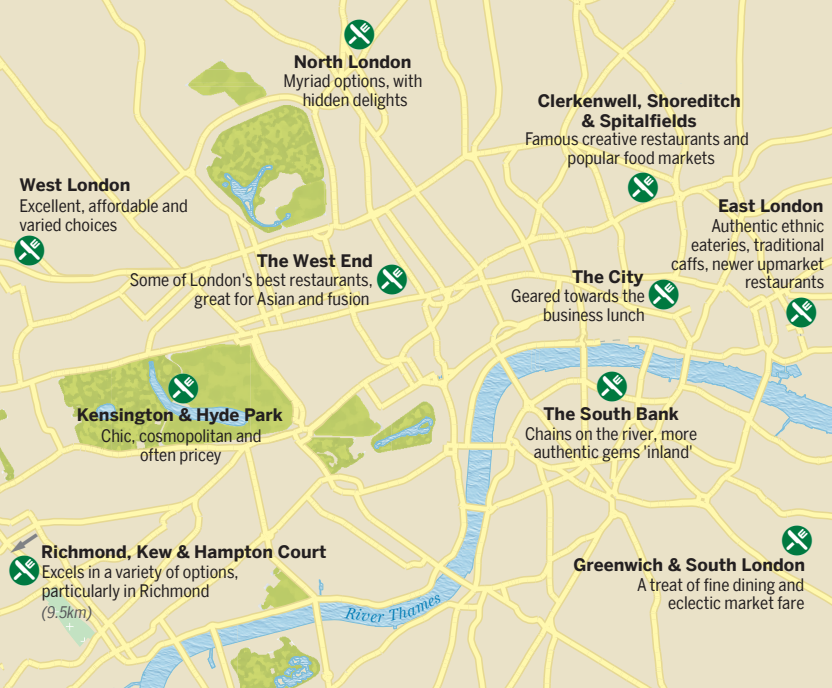 North London
Myriad options, with
hidden delights
Clerkenwell, Shoreditch
& Spitalfields
Famous creative restaurants and
popular food markets
West London
Excellent, affordable and
varied choices
East London
Authentic ethnic
eateries, traditional
caffs, newer upmarket
restaurants
The West End
Some of London's best restaurants,
great for Asian and fusion
The City
Geared towards the
business lunch
Kensington & Hyde Park
Chic, cosmopolitan and
often pricey
The South Bank
Chains on the river, more
authentic gems 'inland'
Richmond, Kew & Hampton Court
Excels in a variety of options,
particularly in Richmond
(9.5km)
Greenwich & South London
A treat of fine dining and
eclectic market fare
River Thames